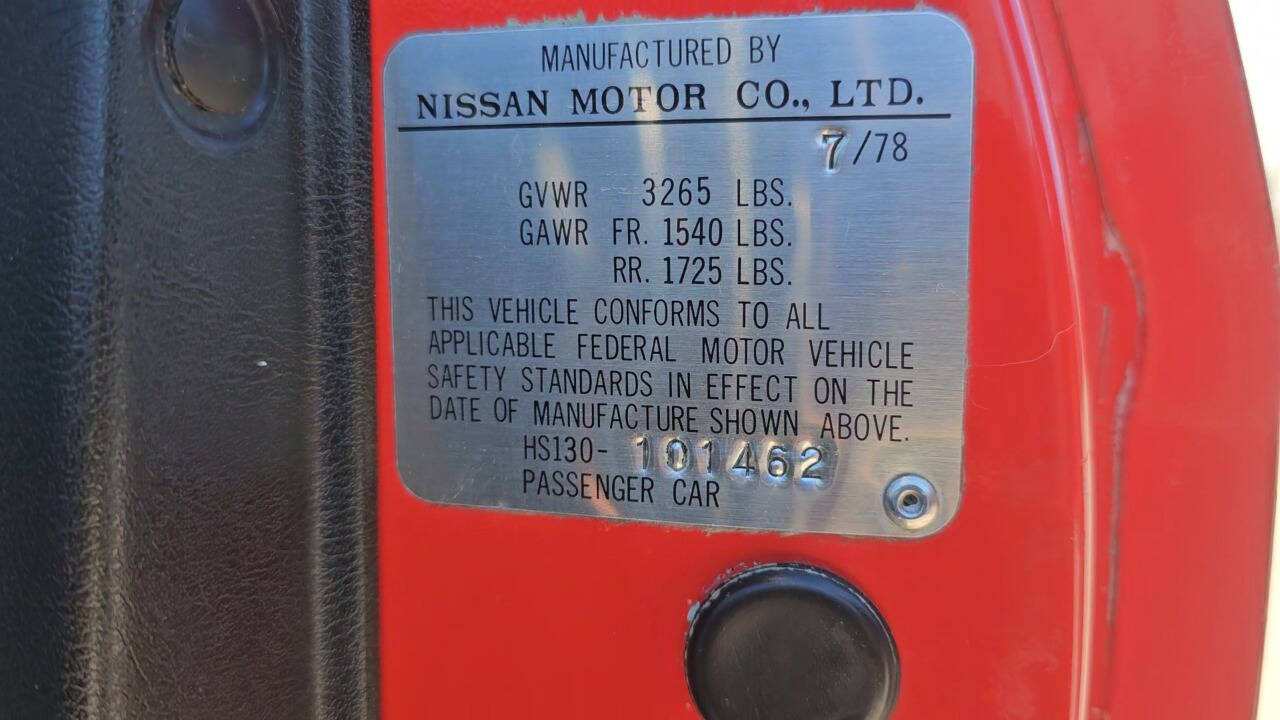 MANUFACTURED BY
NISSAN MOTOR CO., LTD.
7/78
GVWR 3265 LBS.
GAWR FR. 1540 LBS.
RR. 1725 LBS.
THIS VEHICLE CONFORMS TO ALL
APPLICABLE FEDERAL MOTOR VEHICLE
SAFETY STANDARDS IN EFFECT ON THE
DATE OF MANUFACTURE SHOWN ABOVE.
HS130- 101462
PASSENGER CAR